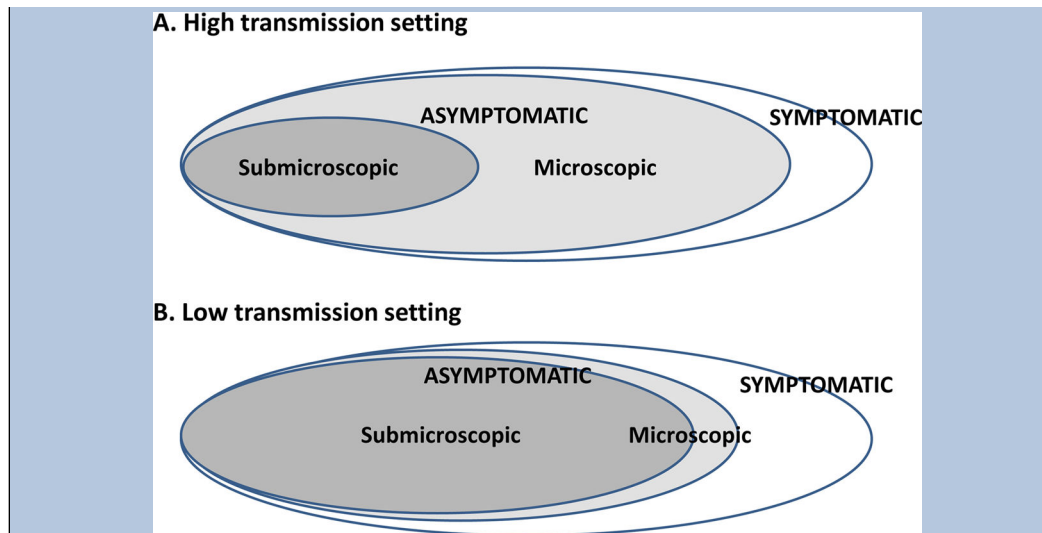 A. High transmission setting
ASYMPTOMATIC
SYMPTOMATIC
Submicroscopic
Microscopic
B. Low transmission setting
ASYMPTOMATIC
SYMPTOMATIC
Submicroscopic
Microscopic